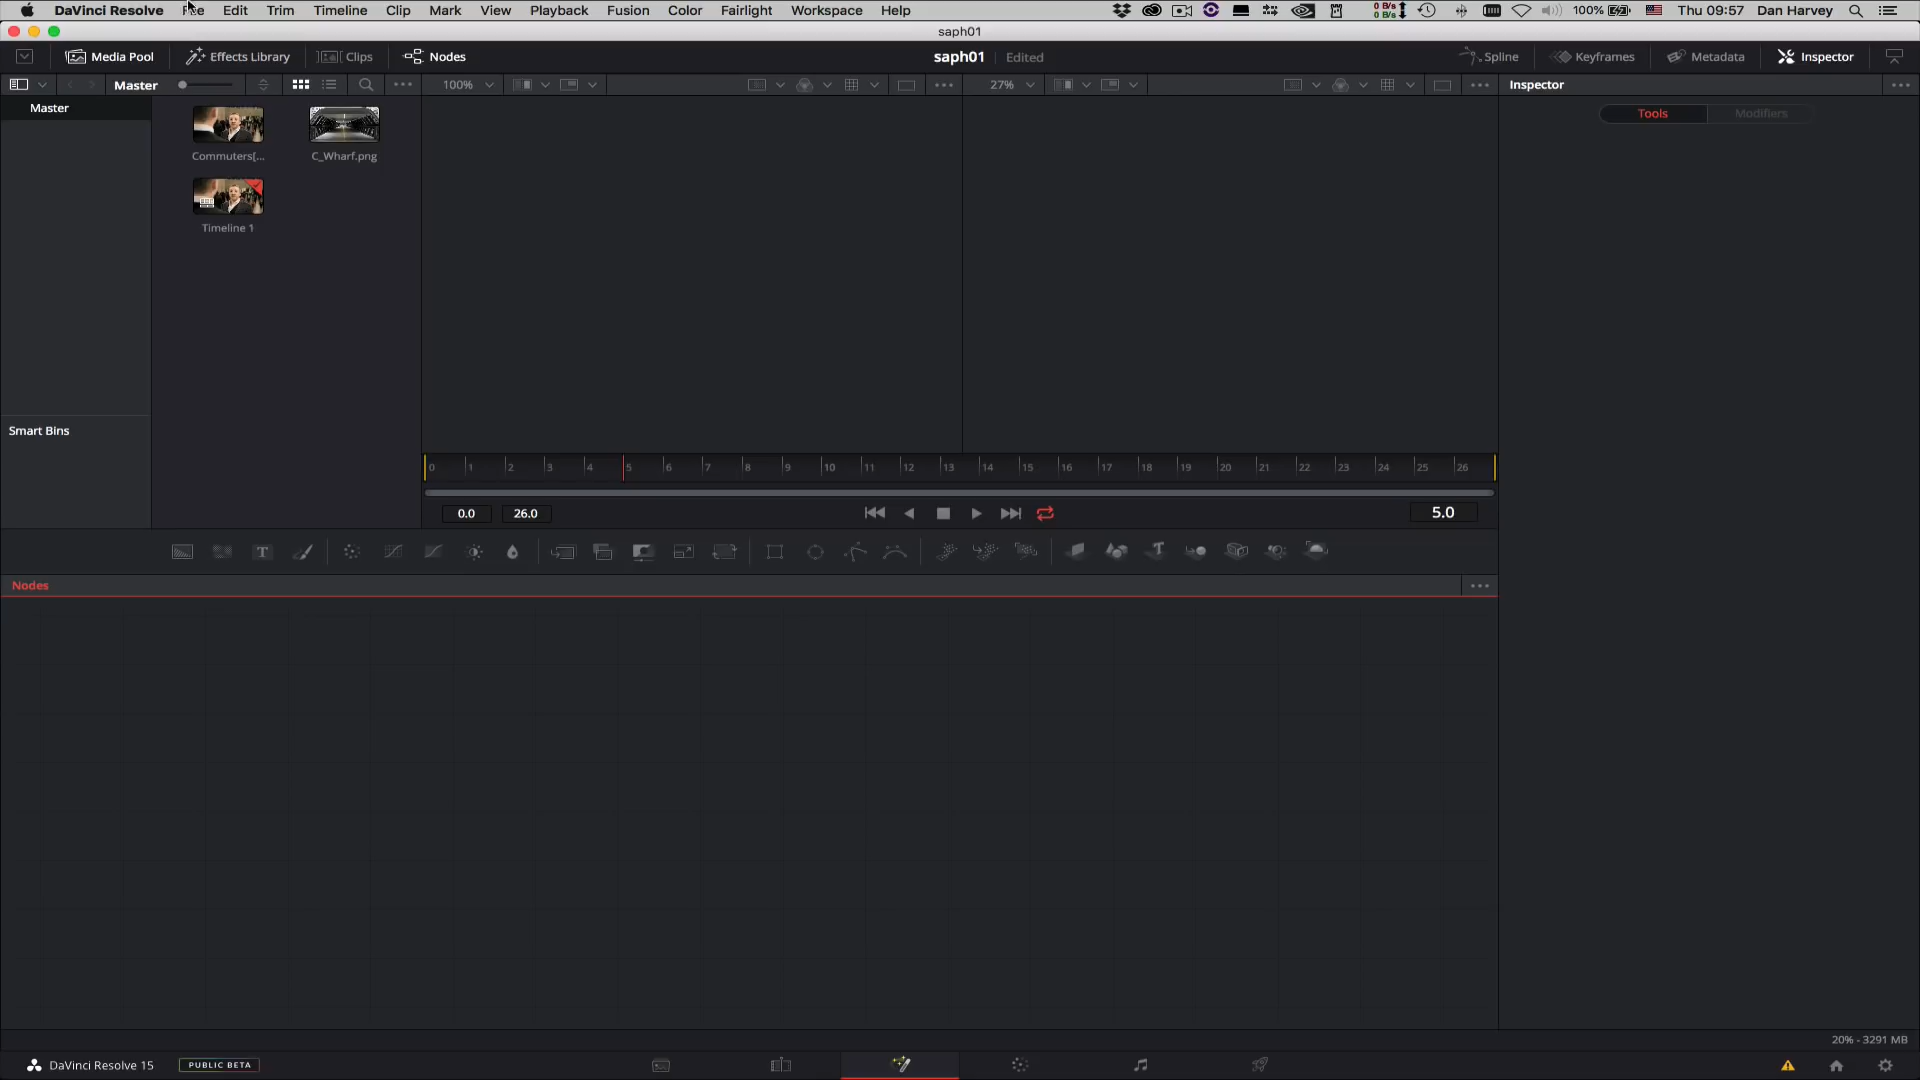 DaVinci Resolve File Edit Trim Timeline Clip Mark View Playback Fusion Color Fairlight Workspace Help 0 B/s 0 B/s 100% Thu 09:57 Dan Harvey
saph01
Media Pool Effects Library Clips Nodes saph01 Edited Spline Keyframes Metadata Inspector
Master 100% 27% Inspector
Master
Tools Modifiers
Commuters[... C_Wharf.png
Timeline 1
Smart Bins
0 1 2 3 4 5 6 7 8 9 10 11 12 13 14 15 16 17 18 19 20 21 22 23 24 25 26
0.0 26.0 5.0
T T
Nodes
20% - 3291 MB
DaVinci Resolve 15 PUBLIC BETA